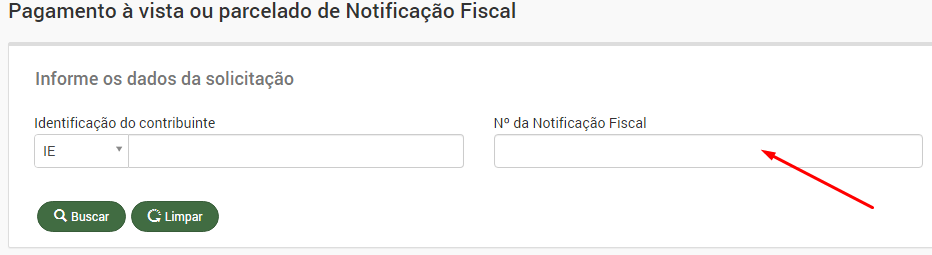 Pagamento à vista ou parcelado de Notificação Fiscal
Informe os dados da solicitação
Identificação do contribuinte
Nº da Notificação Fiscal
IE
Buscar
Limpar